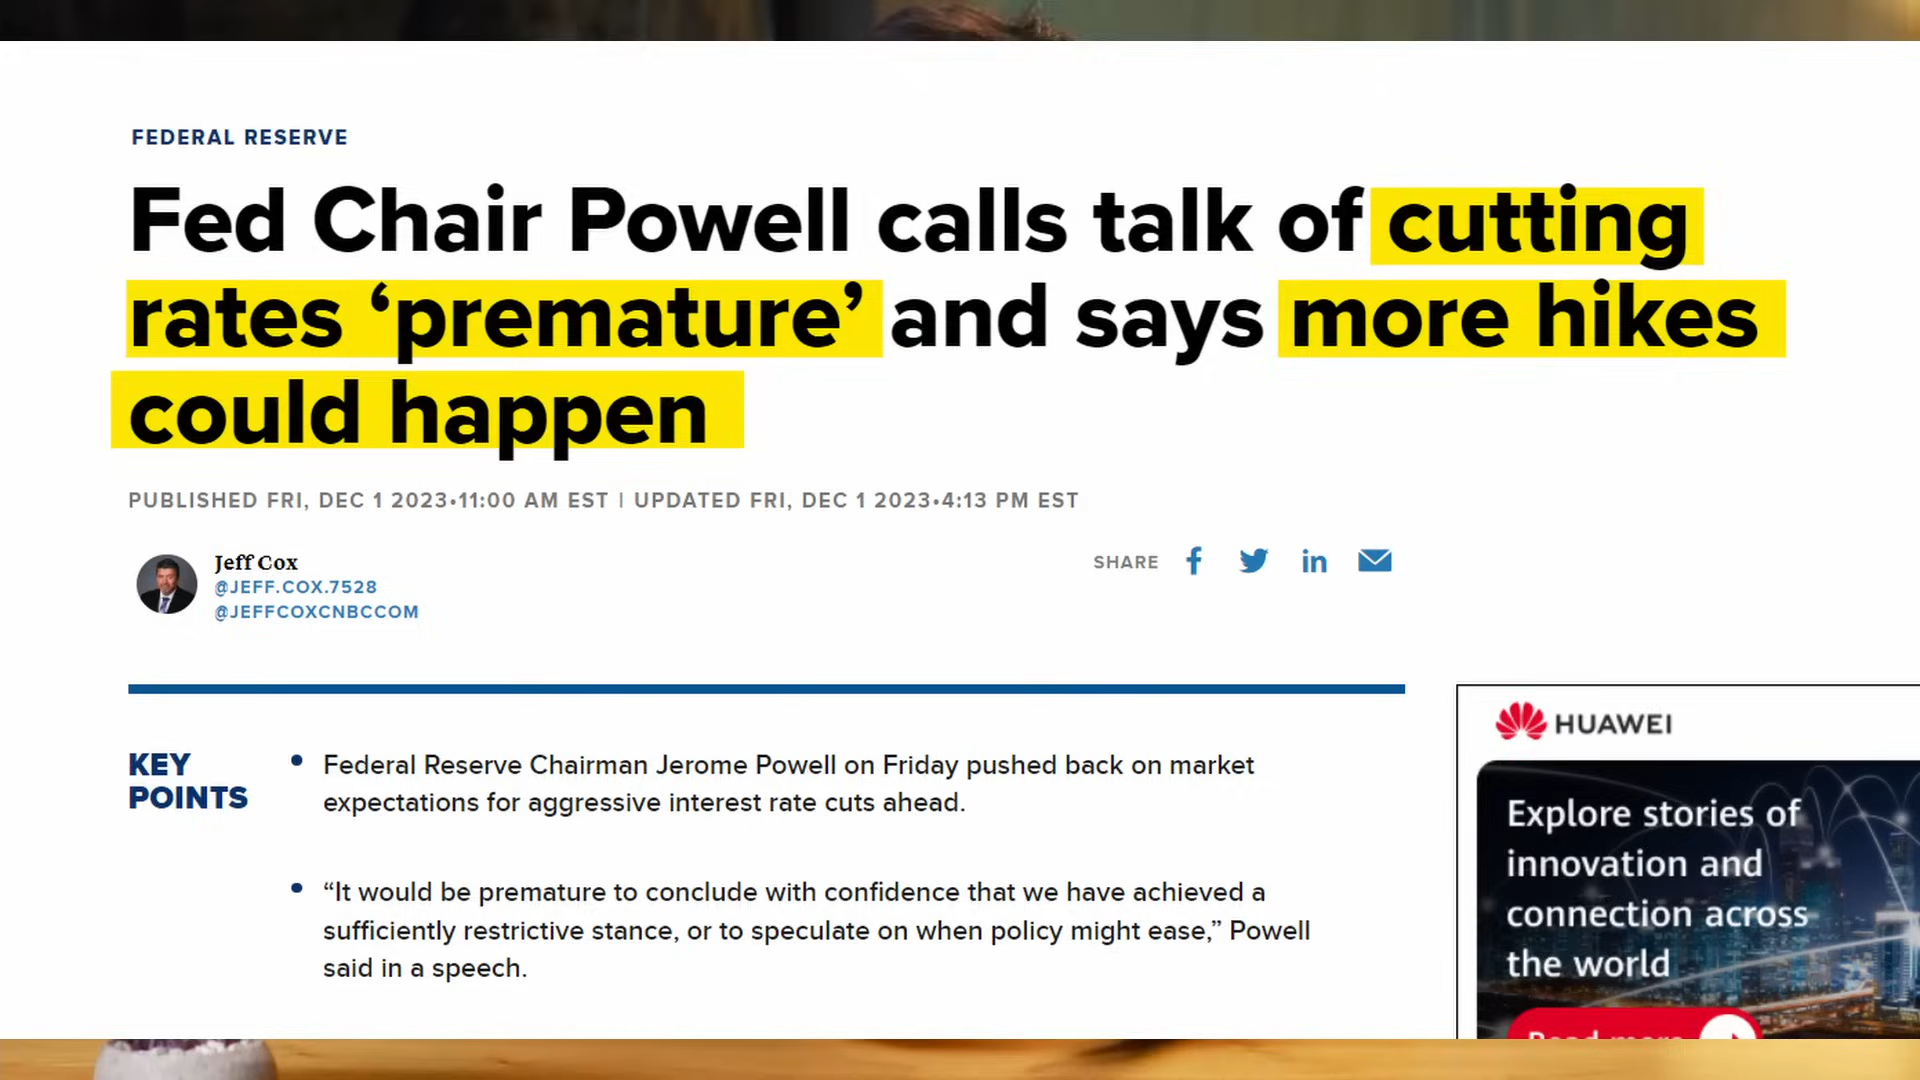 FEDERAL RESERVE
Fed Chair Powell calls talk of cutting
rates ‘premature’ and says more hikes
could happen
PUBLISHED FRI, DEC 1 2023•11:00 AM EST | UPDATED FRI, DEC 1 2023•4:13 PM EST
Jeff Cox
@JEFF.COX.7528
@JEFFCOXCNBCCOM
SHARE
KEY
POINTS
• Federal Reserve Chairman Jerome Powell on Friday pushed back on market
expectations for aggressive interest rate cuts ahead.
• “It would be premature to conclude with confidence that we have achieved a
sufficiently restrictive stance, or to speculate on when policy might ease,” Powell
said in a speech.
HUAWEI
Explore stories of
innovation and
connection across
the world
Read more